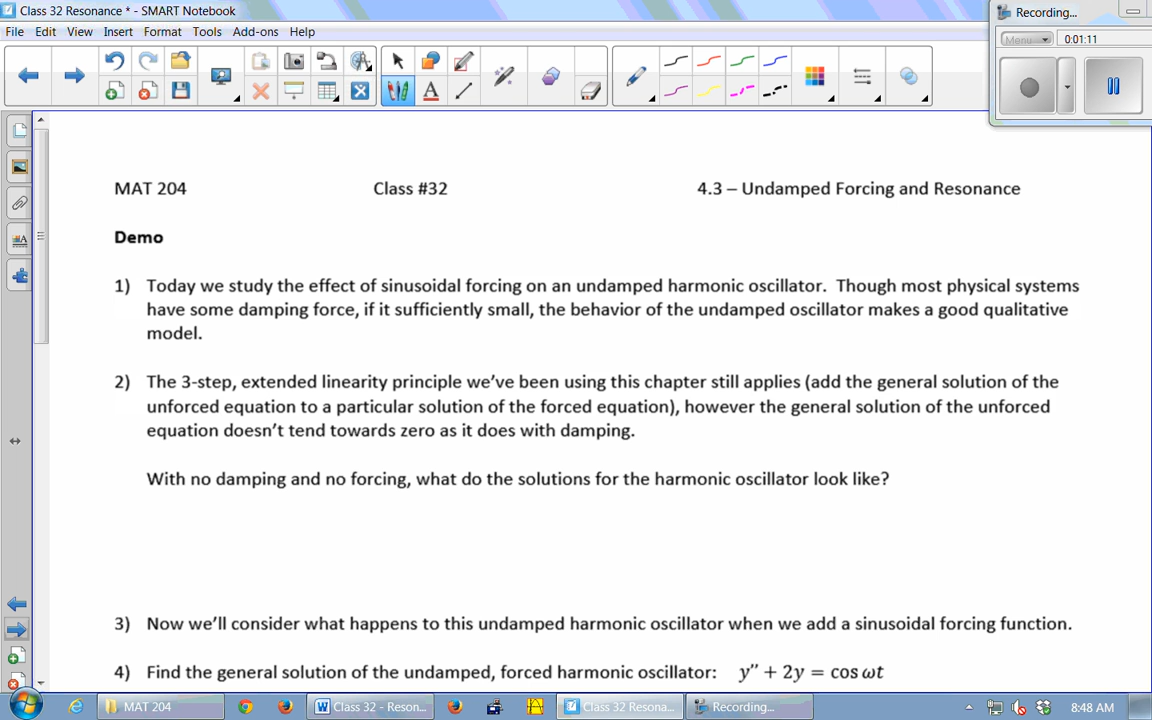 Class 32 Resonance * - SMART Notebook
Recording...
File Edit View Insert Format Tools Add-ons Help
Menu
0:01:11
MAT 204 Class #32 4.3 – Undamped Forcing and Resonance
Demo
1) Today we study the effect of sinusoidal forcing on an undamped harmonic oscillator. Though most physical systems
have some damping force, if it sufficiently small, the behavior of the undamped oscillator makes a good qualitative
model.
2) The 3-step, extended linearity principle we've been using this chapter still applies (add the general solution of the
unforced equation to a particular solution of the forced equation), however the general solution of the unforced
equation doesn't tend towards zero as it does with damping.
With no damping and no forcing, what do the solutions for the harmonic oscillator look like?
3) Now we'll consider what happens to this undamped harmonic oscillator when we add a sinusoidal forcing function.
4) Find the general solution of the undamped, forced harmonic oscillator: y'' + 2y = cos ωt
MAT 204 Class 32 - Reson... Class 32 Resona... Recording... 8:48 AM